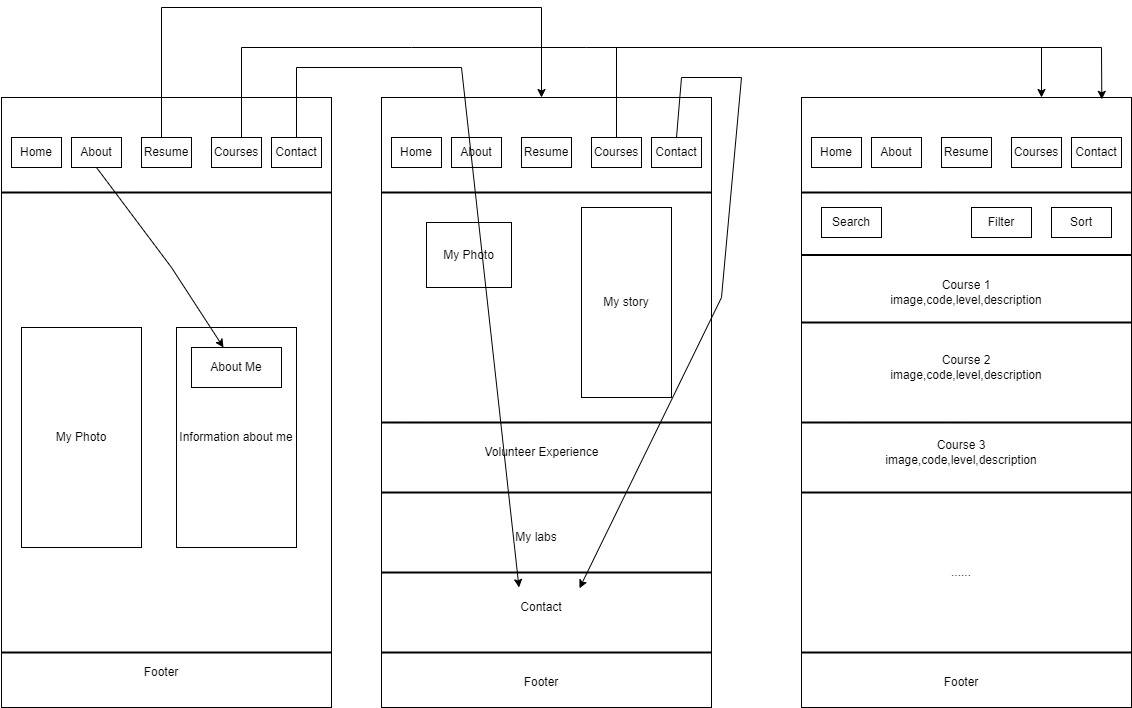 Home
About
Resume
Courses
Contact
My Photo
About Me
Information about me
Footer
Home
About
Resume
Courses
Contact
My Photo
My story
Volunteer Experience
My labs
Contact
Footer
Home
About
Resume
Courses
Contact
Search
Filter
Sort
Course 1
image,code,level,description
Course 2
image,code,level,description
Course 3
image,code,level,description
......
Footer